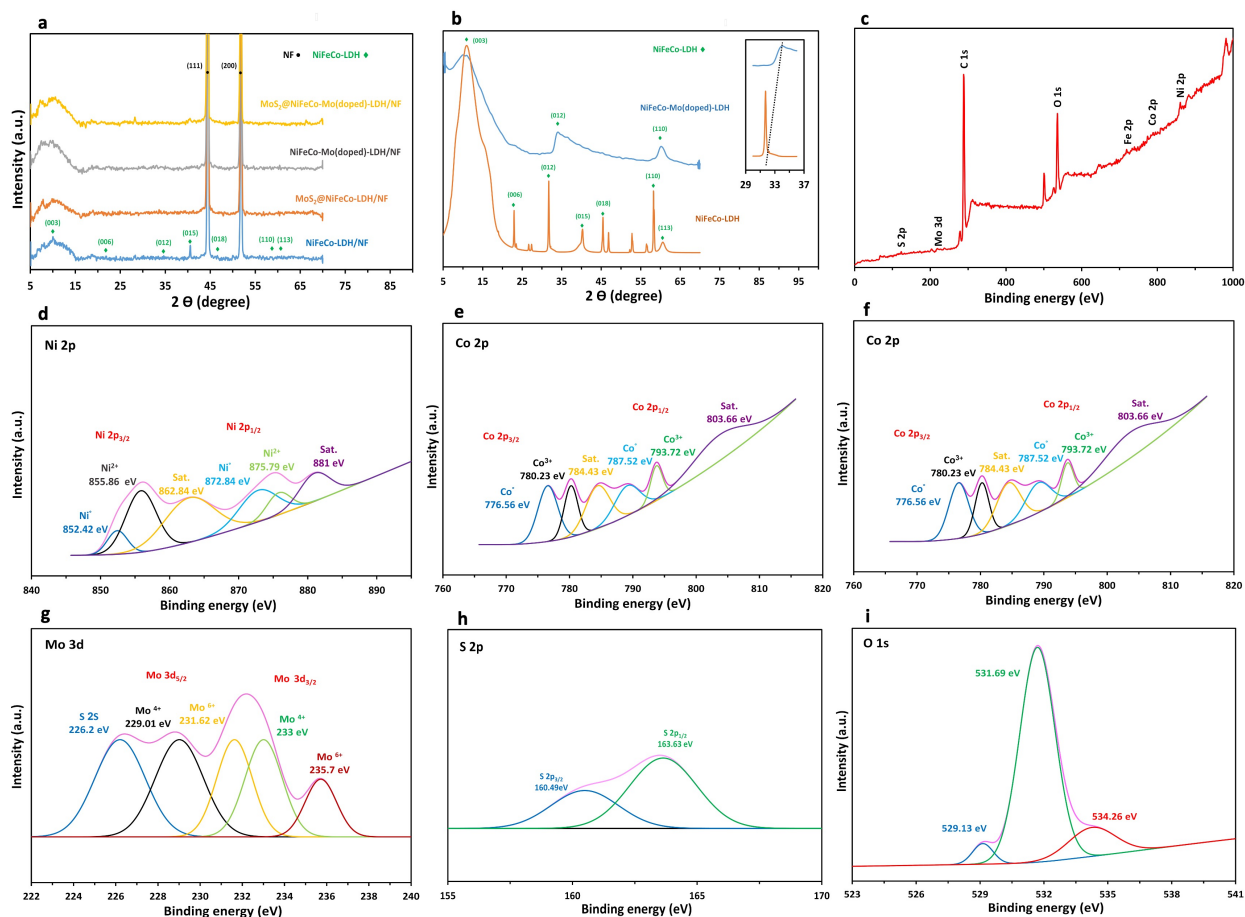 a
NF ● NiFeCo-LDH ♦
(111)
(200)
MoS₂@NiFeCo-Mo(doped)-LDH/NF
NiFeCo-Mo(doped)-LDH/NF
MoS₂@NiFeCo-LDH/NF
NiFeCo-LDH/NF
(003)
(006)
(012)
(015)
(018)
(110)
(113)
Intensity (a.u.)
5 15 25 35 45 55 65 75 85
2 Ɵ (degree)
b
(003)
NiFeCo-LDH ♦
NiFeCo-Mo(doped)-LDH
(012)
(110)
(006)
(012)
(015)
(018)
(110)
(113)
NiFeCo-LDH
29 33 37
Intensity (a.u.)
5 15 25 35 45 55 65 75 85 95
2 Ɵ (degree)
c
C 1s
O 1s
S 2p
Mo 3d
Fe 2p
Co 2p
Ni 2p
Intensity (a.u.)
0 200 400 600 800 1000
Binding energy (eV)
d
Ni 2p
Ni 2p₃/₂
Ni 2p₁/₂
Ni²⁺
855.86 eV
Sat.
862.84 eV
Ni*
872.84 eV
Ni²⁺
875.79 eV
Sat.
881 eV
Ni*
852.42 eV
Intensity (a.u.)
840 850 860 870 880 890
Binding energy (eV)
e
Co 2p
Co 2p₃/₂
Co 2p₁/₂
Sat.
803.66 eV
Co³⁺
780.23 eV
Sat.
784.43 eV
Co*
787.52 eV
Co³⁺
793.72 eV
Co*
776.56 eV
Intensity (a.u.)
760 770 780 790 800 810 820
Binding energy (eV)
f
Co 2p
Co 2p₃/₂
Co 2p₁/₂
Sat.
803.66 eV
Co³⁺
780.23 eV
Sat.
784.43 eV
Co*
787.52 eV
Co³⁺
793.72 eV
Co*
776.56 eV
Intensity (a.u.)
760 770 780 790 800 810 820
Binding energy (eV)
g
Mo 3d
Mo 3d₅/₂
Mo 3d₃/₂
S 2S
226.2 eV
Mo ⁴⁺
229.01 eV
Mo ⁶⁺
231.62 eV
Mo ⁴⁺
233 eV
Mo ⁶⁺
235.7 eV
Intensity (a.u.)
222 224 226 228 230 232 234 236 238 240
Binding energy (eV)
h
S 2p
S 2p₃/₂
160.49eV
S 2p₁/₂
163.63 eV
Intensity (a.u.)
155 160 165 170
Binding energy (eV)
i
O 1s
531.69 eV
529.13 eV
534.26 eV
Intensity (a.u.)
523 526 529 532 535 538 541
Binding energy (eV)